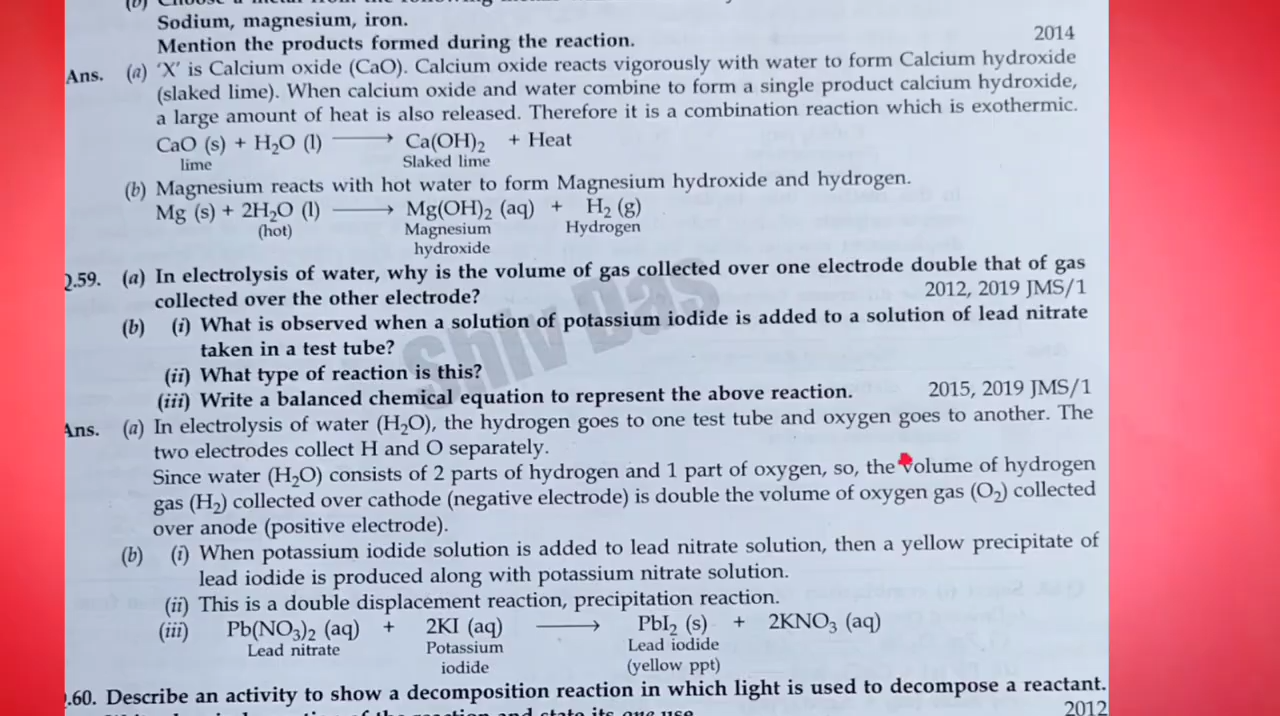 Sodium, magnesium, iron.
Mention the products formed during the reaction. 2014
Ans. (a) 'X' is Calcium oxide (CaO). Calcium oxide reacts vigorously with water to form Calcium hydroxide
(slaked lime). When calcium oxide and water combine to form a single product calcium hydroxide,
a large amount of heat is also released. Therefore it is a combination reaction which is exothermic.
CaO (s) + H₂O (l) ⟶ Ca(OH)₂ + Heat
lime Slaked lime
(b) Magnesium reacts with hot water to form Magnesium hydroxide and hydrogen.
Mg (s) + 2H₂O (l) ⟶ Mg(OH)₂ (aq) + H₂ (g)
(hot) Magnesium Hydrogen
hydroxide
Q.59. (a) In electrolysis of water, why is the volume of gas collected over one electrode double that of gas
collected over the other electrode? 2012, 2019 JMS/1
(b) (i) What is observed when a solution of potassium iodide is added to a solution of lead nitrate
taken in a test tube?
(ii) What type of reaction is this?
(iii) Write a balanced chemical equation to represent the above reaction. 2015, 2019 JMS/1
Shiv Das
Ans. (a) In electrolysis of water (H₂O), the hydrogen goes to one test tube and oxygen goes to another. The
two electrodes collect H and O separately.
Since water (H₂O) consists of 2 parts of hydrogen and 1 part of oxygen, so, the volume of hydrogen
gas (H₂) collected over cathode (negative electrode) is double the volume of oxygen gas (O₂) collected
over anode (positive electrode).
(b) (i) When potassium iodide solution is added to lead nitrate solution, then a yellow precipitate of
lead iodide is produced along with potassium nitrate solution.
(ii) This is a double displacement reaction, precipitation reaction.
(iii) Pb(NO₃)₂ (aq) + 2KI (aq) ⟶ PbI₂ (s) + 2KNO₃ (aq)
Lead nitrate Potassium Lead iodide
iodide (yellow ppt)
.60. Describe an activity to show a decomposition reaction in which light is used to decompose a reactant.
2012